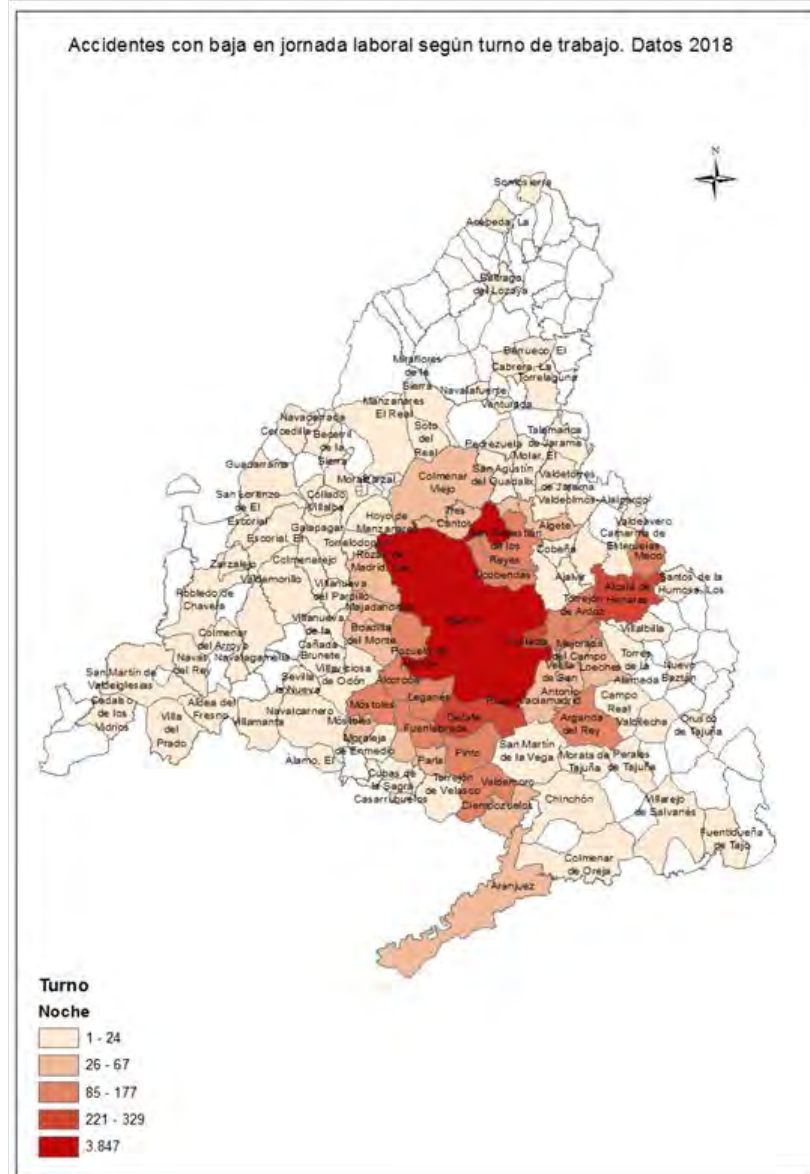 Accidentes con baja en jornada laboral según turno de trabajo. Datos 2018
N
Somosierra
Acebeda, La
Buitrago
del Lozoya
Berrueco, El
Miraflores
de la
Sierra
Cabrera, La
Torrelaguna
Navalafuente
Venturada
Manzanares
El Real
Soto
del
Real
Navacerrada
Cercedilla
Becerril
de la
Sierra
Talamanca
de Jarama
Pedrezuela
Molar, El
Guadarrama
Moralzarzal
Colmenar
Viejo
San Agustín
del Guadalix
Valdetorres
de Jarama
Valdeolmos-Alalpardo
San Lorenzo
de El
Escorial
Collado
Villalba
Hoyo de
Manzanares
Tres
Cantos
Algete
Valdeavero
Camarma de
Esteruelas
Galapagar
Escorial, El
San Sebastián
de los
Reyes
Cobeña
Meco
Zarzalejo
Colmenarejo
Valdemorillo
Alcobendas
Ajalvir
Alcalá de
Henares
Santos de la
Humosa, Los
Robledo de
Chavela
Villanueva
del Pardillo
Majadahonda
Torrejón
de Ardoz
Villanueva
de la
Cañada
Boadilla
del Monte
Villalbilla
Colmenar
del Arroyo
Brunete
Mejorada
del Campo
Torres
de la
Alameda
San Martín de
Valdeiglesias
Navas
del Rey
Navalagamella
Villaviciosa
de Odón
Loeches
Nuevo
Baztán
Sevilla
la Nueva
Alcorcón
Velilla
de San
Antonio
Cadalso
de los
Vidrios
Aldea del
Fresno
Leganés
Campo
Real
Villa
del
Prado
Villamanta
Navalcarnero
Móstoles
Móstoles
Getafe
Arganda
del Rey
Valdilecha
Orusco
de Tajuña
Fuenlabrada
Moraleja
de Enmedio
Pinto
San Martín
de la Vega
Morata de
Tajuña
Perales
de Tajuña
Álamo, El
Parla
Cubas de
la Sagra
Torrejón
de Velasco
Valdemoro
Casarrubuelos
Ciempozuelos
Chinchón
Villarejo
de Salvanés
Fuentidueña
de Tajo
Colmenar
de Oreja
Aranjuez
Turno
Noche
1 - 24
26 - 67
85 - 177
221 - 329
3.847